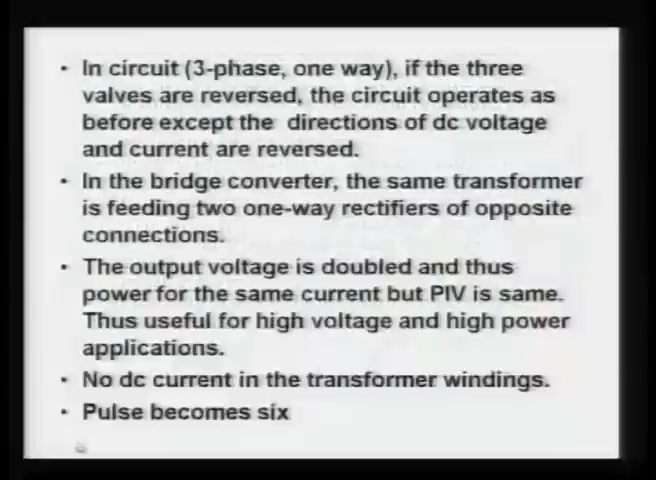 • In circuit (3-phase, one way), if the three
valves are reversed, the circuit operates as
before except the directions of dc voltage
and current are reversed.
• In the bridge converter, the same transformer
is feeding two one-way rectifiers of opposite
connections.
• The output voltage is doubled and thus
power for the same current but PIV is same.
Thus useful for high voltage and high power
applications.
• No dc current in the transformer windings.
• Pulse becomes six